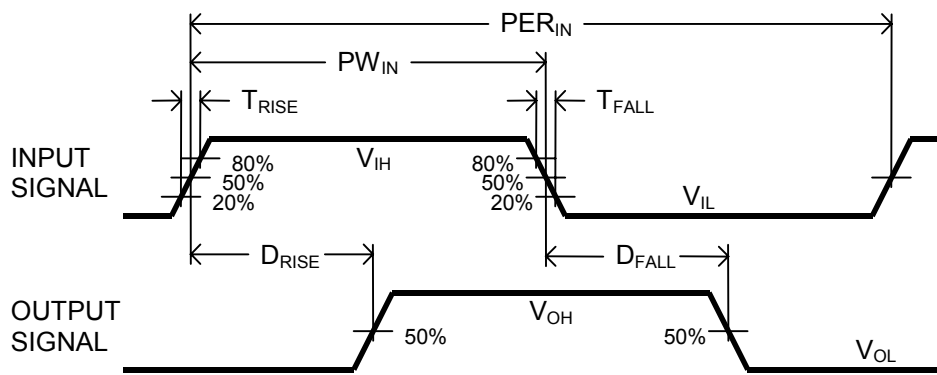 PER_IN
PW_IN
T_RISE
T_FALL
INPUT
SIGNAL
V_IH
80%
50%
20%
80%
50%
20%
V_IL
D_RISE
D_FALL
OUTPUT
SIGNAL
V_OH
50%
50%
V_OL